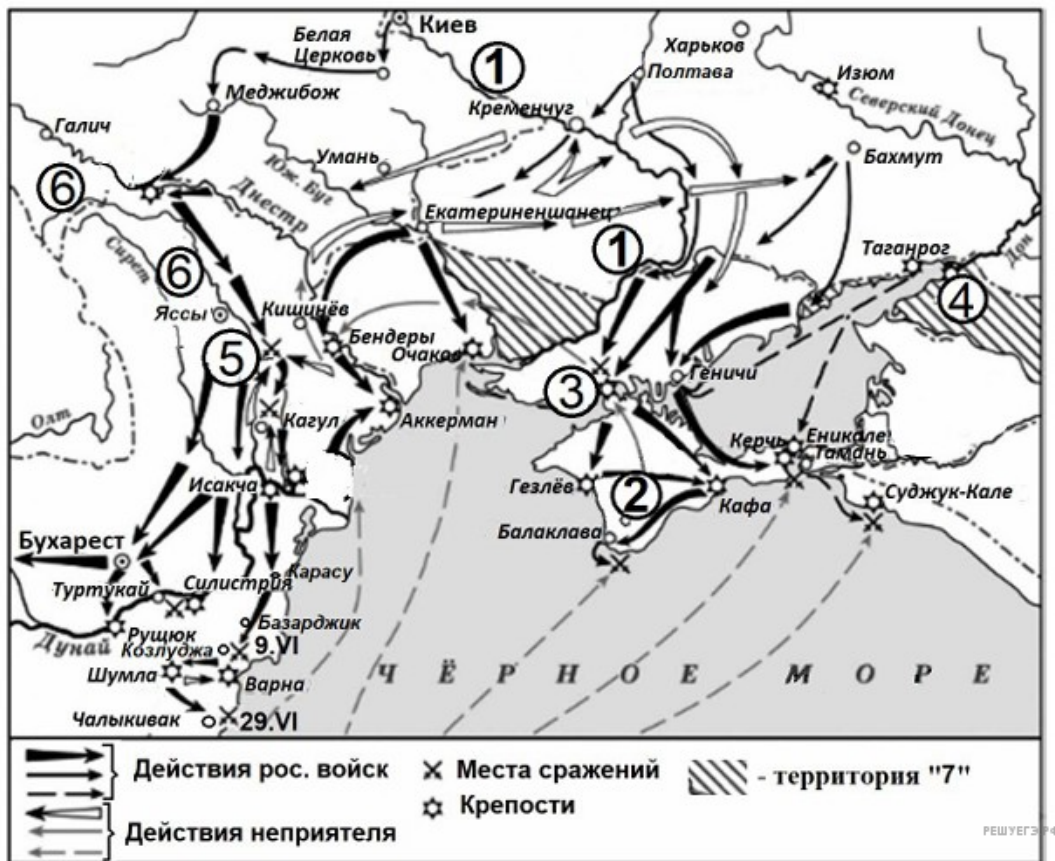 Киев
Белая
Церковь
1
Харьков
Полтава
Изюм
Северский Донец
Меджибож
Кременчуг
Галич
Умань
Бахмут
6
Юж. Буг
Днестр
Екатериненшанец
1
Сирет
Таганрог
Дон
6
4
Яссы
Кишинёв
Бендеры
Очаков
5
3
Геничи
Олт
Кагул
Аккерман
Керчь
Еникале
Тамань
Исакча
Гезлёв
2
Кафа
Суджук-Кале
Балаклава
Бухарест
Карасу
Туртукай
Силистрия
Базарджик
Дунай
Рущюк
Козлуджа
9.VI
Шумла
Варна
ЧЁРНОЕ МОРЕ
Чалыкивак
29.VI
Действия рос. войск
Места сражений
- территория "7"
Крепости
Действия неприятеля
РЕШУЕГЭ.РФ